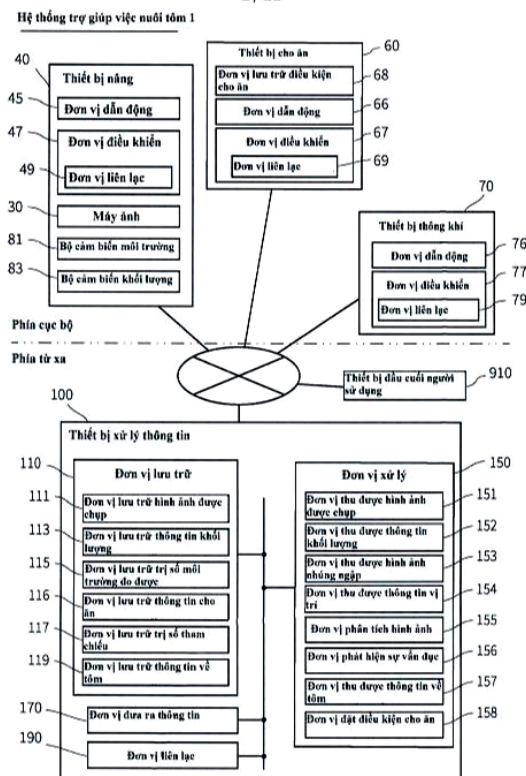 Hệ thống trợ giúp việc nuôi tôm 1
40
Thiết bị nâng
45
Đơn vị dẫn động
47
Đơn vị điều khiển
49
Đơn vị liên lạc
30
Máy ảnh
81
Bộ cảm biến môi trường
83
Bộ cảm biến khối lượng
60
Thiết bị cho ăn
68
Đơn vị lưu trữ điều kiện
cho ăn
66
Đơn vị dẫn động
67
Đơn vị điều khiển
69
Đơn vị liên lạc
70
Thiết bị thông khí
76
Đơn vị dẫn động
77
Đơn vị điều khiển
79
Đơn vị liên lạc
Phía cục bộ
Phía từ xa
910
Thiết bị đầu cuối người
sử dụng
100
Thiết bị xử lý thông tin
110
Đơn vị lưu trữ
111
Đơn vị lưu trữ hình ảnh được
chụp
113
Đơn vị lưu trữ thông tin khối
lượng
115
Đơn vị lưu trữ trị số môi
trường đo được
116
Đơn vị lưu trữ thông tin cho
ăn
117
Đơn vị lưu trữ trị số tham
chiếu
119
Đơn vị lưu trữ thông tin về
tôm
170
Đơn vị đưa ra thông tin
190
Đơn vị liên lạc
150
Đơn vị xử lý
151
Đơn vị thu được hình ảnh
được chụp
152
Đơn vị thu được thông tin
khối lượng
153
Đơn vị thu được hình ảnh
nhúng ngập
154
Đơn vị thu được thông tin vị
trí
155
Đơn vị phân tích hình ảnh
156
Đơn vị phát hiện sự vẩn đục
157
Đơn vị thu được thông tin về
tôm
158
Đơn vị đặt điều kiện cho ăn